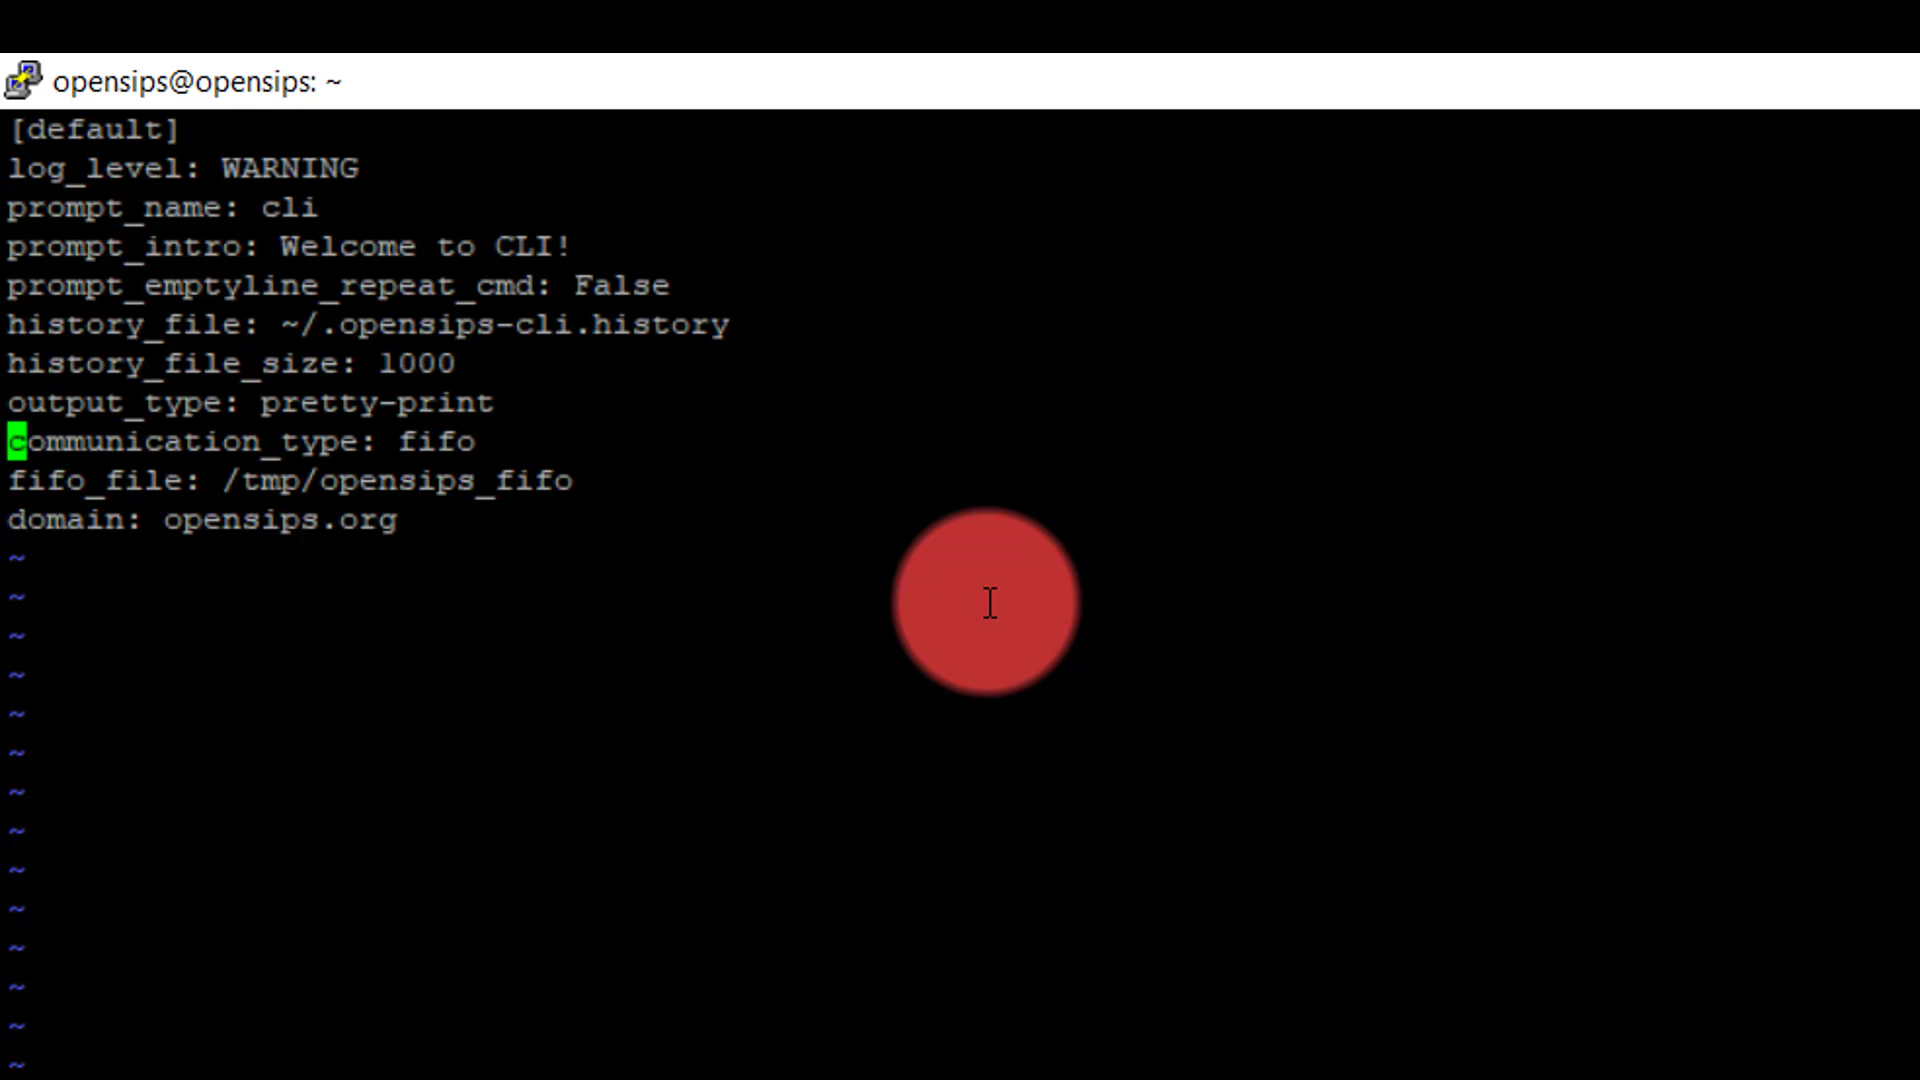 opensips@opensips: ~
[default]
log_level: WARNING
prompt_name: cli
prompt_intro: Welcome to CLI!
prompt_emptyline_repeat_cmd: False
history_file: ~/.opensips-cli.history
history_file_size: 1000
output_type: pretty-print
communication_type: fifo
fifo_file: /tmp/opensips_fifo
domain: opensips.org
~
~
~
~
~
~
~
~
~
~
~
~
~
~